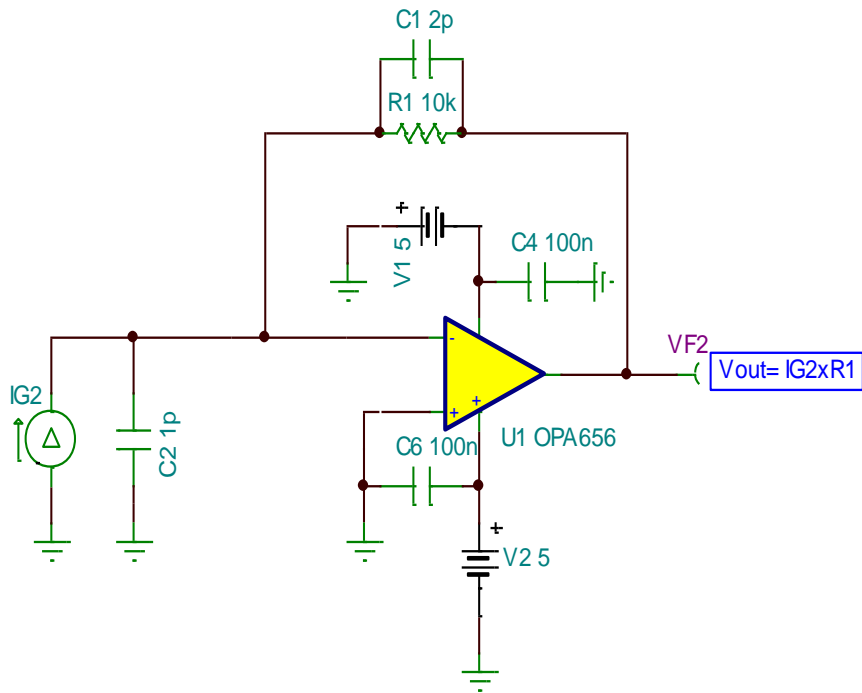 C1 2p
R1 10k
+
V1 5
C4 100n
-
+
+
U1 OPA656
VF2
Vout= IG2xR1
IG2
C2 1p
C6 100n
+
V2 5